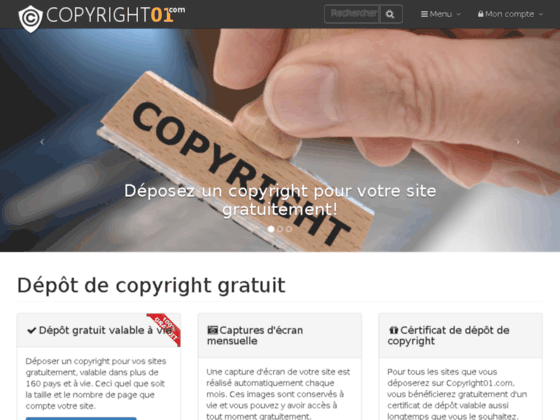 COPYRIGHT01.com
Rechercher
Menu
Mon compte
COPYRIGHT
COPYRIGHT
Déposez un copyright pour votre site
gratuitement!
Dépôt de copyright gratuit
Dépôt gratuit valable à vie
100%
GRATUIT
Déposer un copyright pour vos sites
gratuitement, valable dans plus de
160 pays et à vie. Ceci quel que soit
la taille et le nombre de page que
compte votre site.
Captures d'écran
mensuelle
Une capture d'écran de votre site est
réalisé automatiquement chaque
mois. Ces images sont conservés à
vie et vous pouvez y avoir accès à
tout moment gratuitement.
Cértificat de dépôt de
copyright
Pour tous les sites que vous
déposerez sur Copyright01.com,
vous bénéficierez gratuitement d'un
certificat de dépôt valable aussi
longtemps que vous le souhaitez.